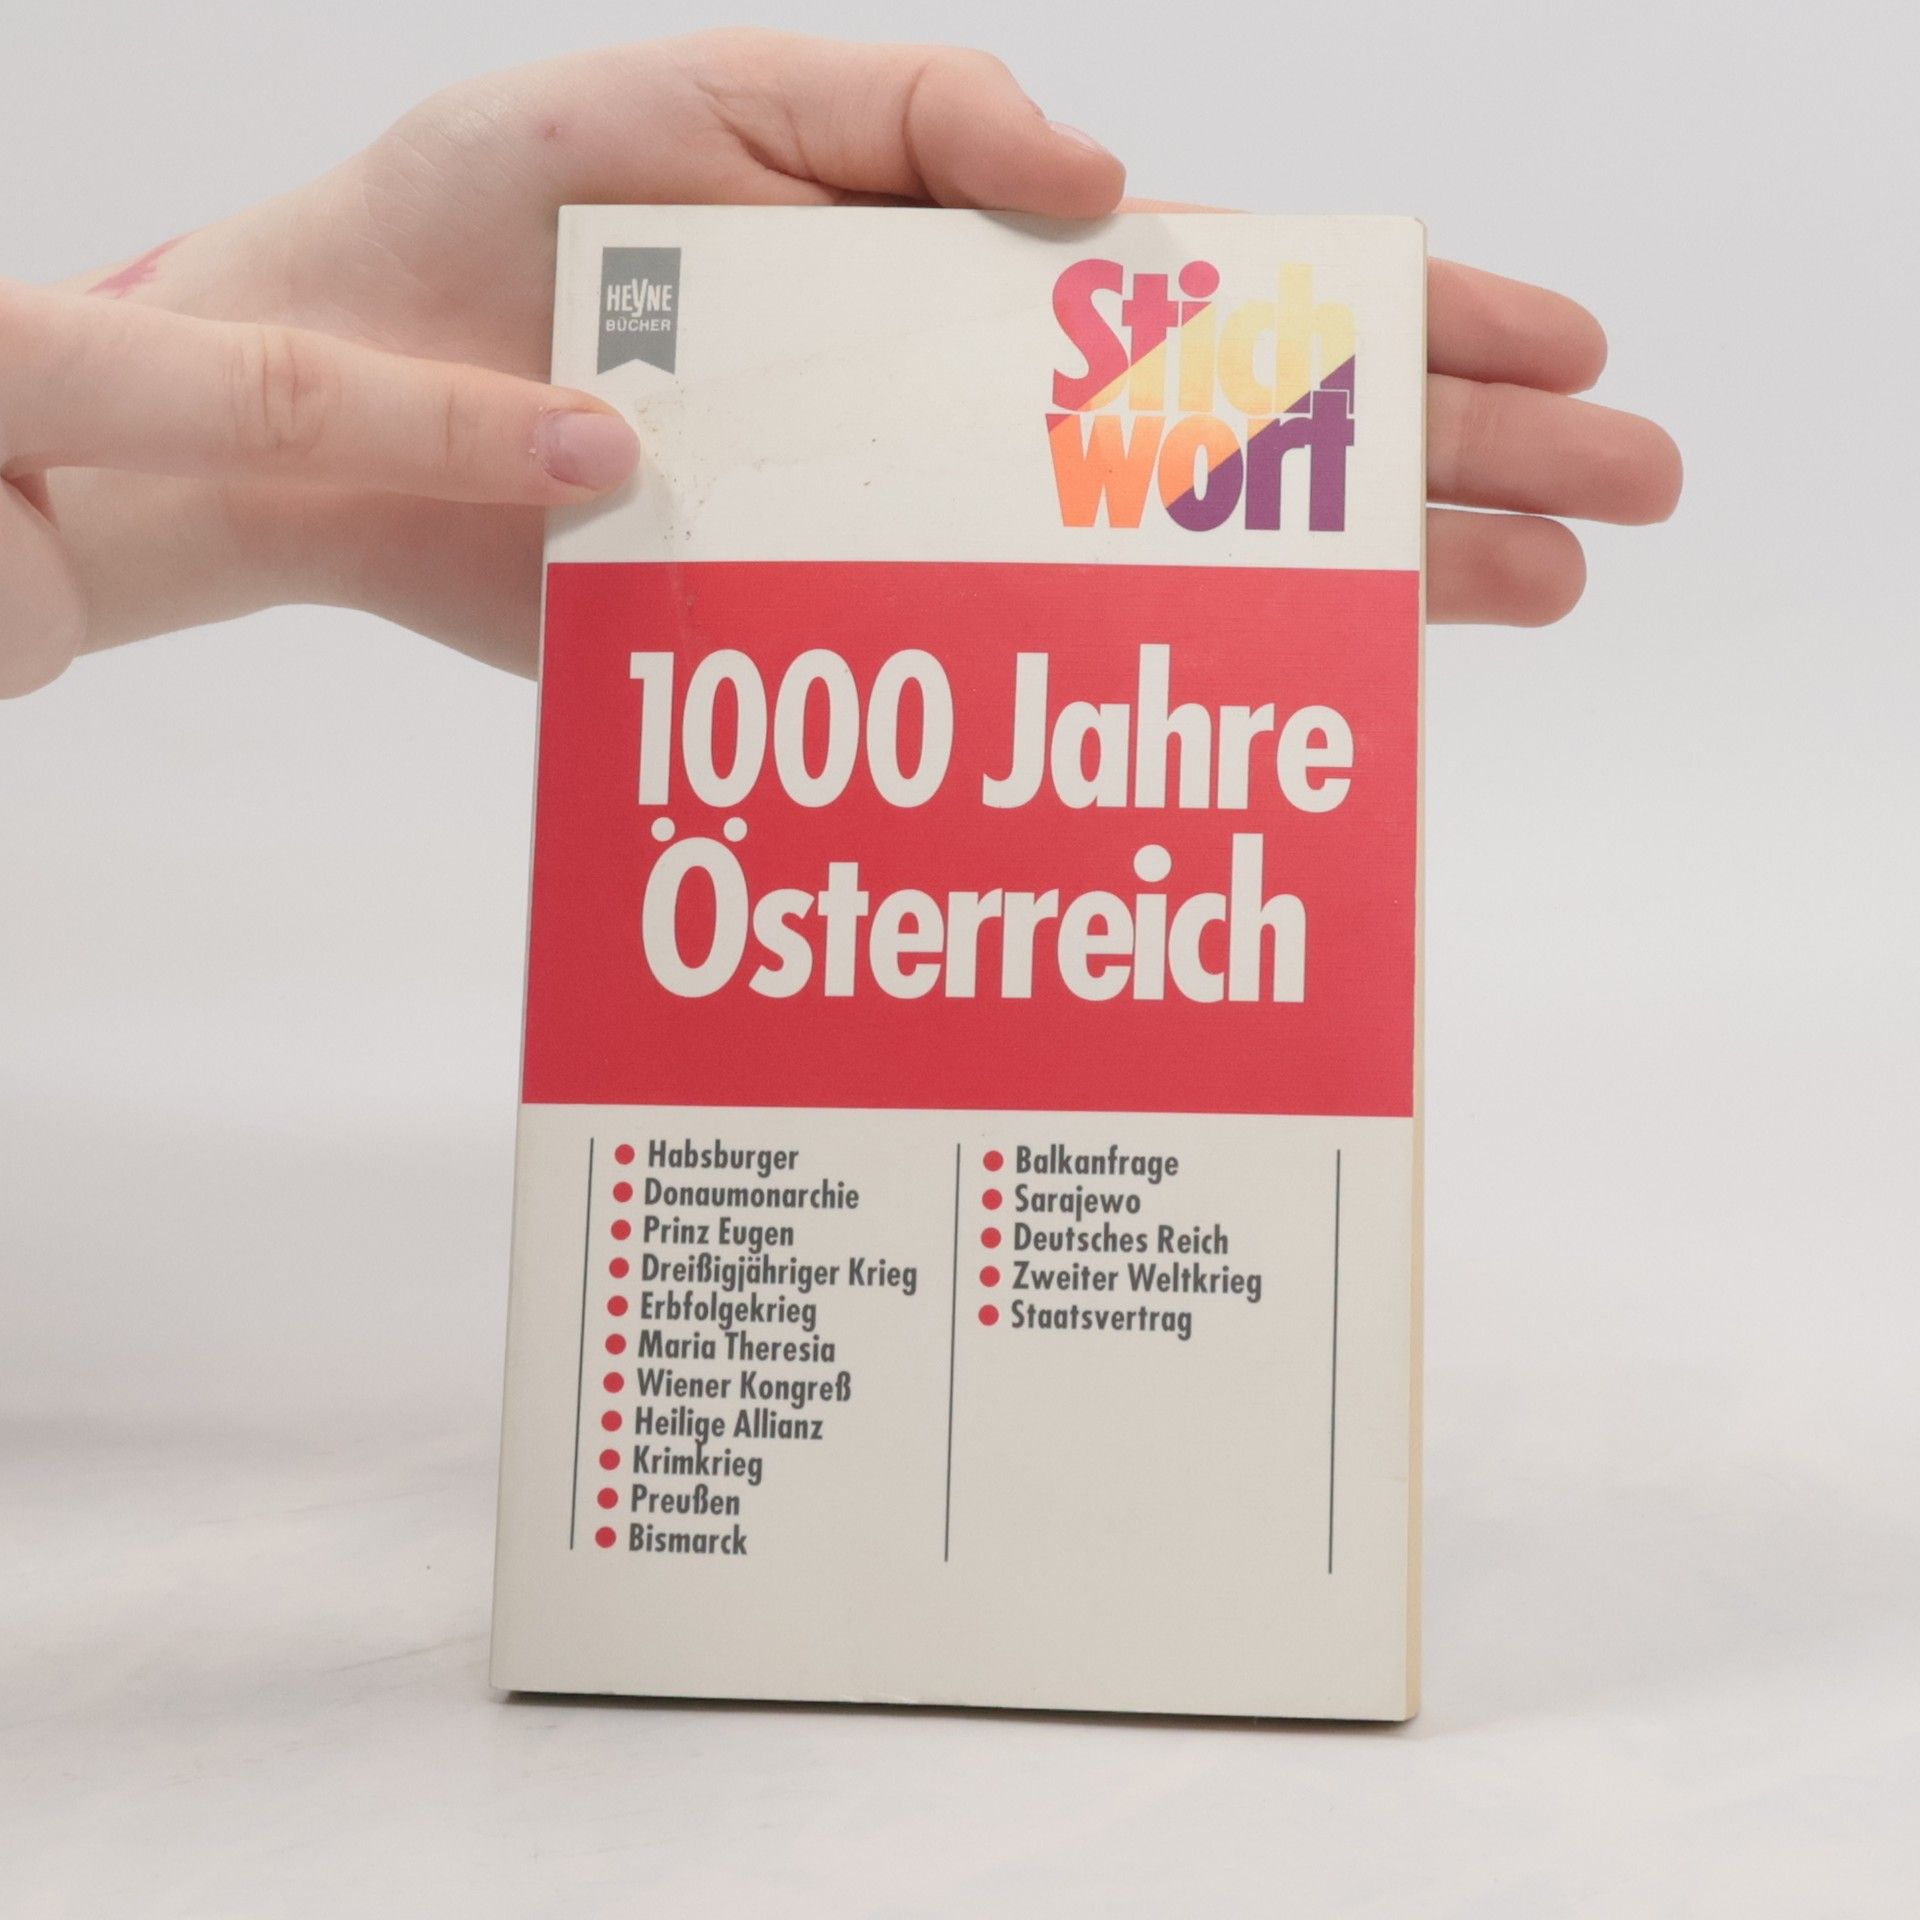 HEYNE
BÜCHER
Stich
wort
1000 Jahre
Österreich
Habsburger
Donaumonarchie
Prinz Eugen
Dreißigjähriger Krieg
Erbfolgekrieg
Maria Theresia
Wiener Kongreß
Heilige Allianz
Krimkrieg
Preußen
Bismarck
Balkanfrage
Sarajewo
Deutsches Reich
Zweiter Weltkrieg
Staatsvertrag